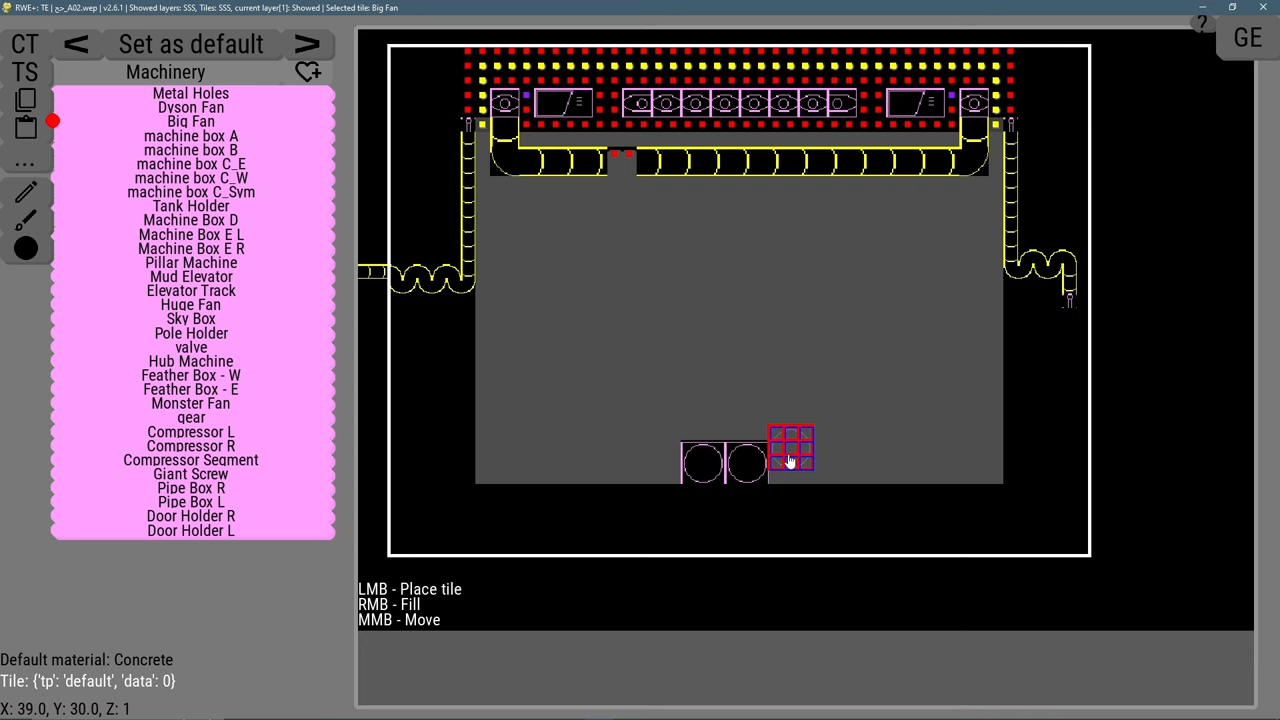 RWE+: TE | حج_A02.wep | v2.6.1 | Showed layers: SSS, Tiles: SSS, current layer[1]: Showed | Selected tile: Big Fan
?
CT
<
Set as default
>
GE
TS
Machinery
Metal Holes
Dyson Fan
Big Fan
machine box A
machine box B
machine box C_E
machine box C_W
machine box C_Sym
Tank Holder
Machine Box D
Machine Box E L
Machine Box E R
Pillar Machine
Mud Elevator
Elevator Track
Huge Fan
Sky Box
Pole Holder
valve
Hub Machine
Feather Box - W
Feather Box - E
Monster Fan
gear
Compressor L
Compressor R
Compressor Segment
Giant Screw
Pipe Box R
Pipe Box L
Door Holder R
Door Holder L
...
LMB - Place tile
RMB - Fill
MMB - Move
Default material: Concrete
Tile: {'tp': 'default', 'data': 0}
X: 39.0, Y: 30.0, Z: 1